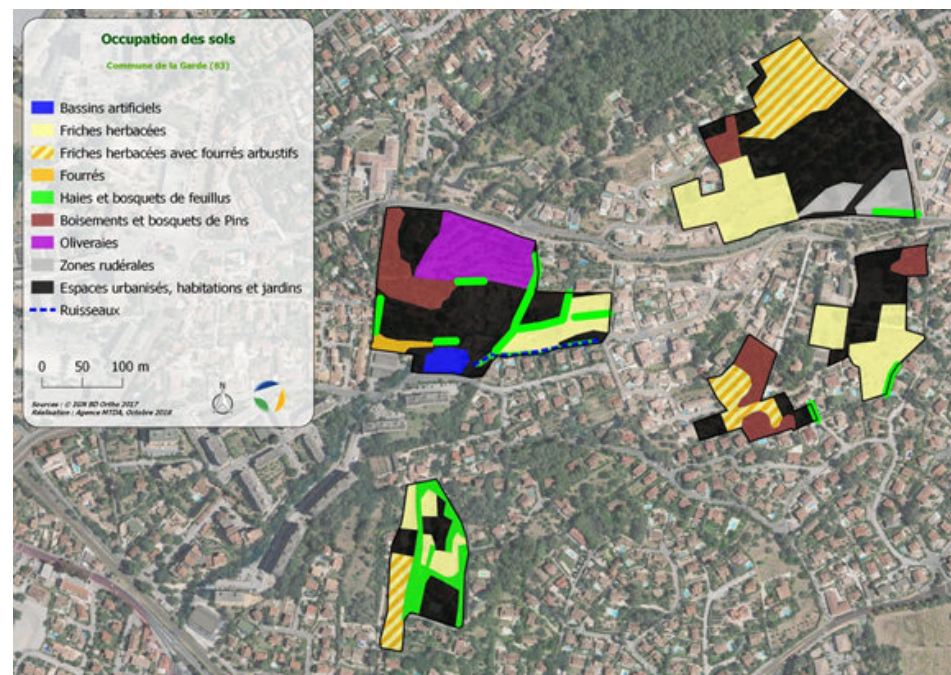 Occupation des sols
Commune de la Garde (83)
Bassins artificiels
Friches herbacées
Friches herbacées avec fourrés arbustifs
Fourrés
Haies et bosquets de feuillus
Boisements et bosquets de Pins
Oliveraies
Zones rudérales
Espaces urbanisés, habitations et jardins
Ruisseaux
0 50 100 m
N
Sources : © IGN BD Ortho 2017
Réalisation : Agence MTDA, Octobre 2018